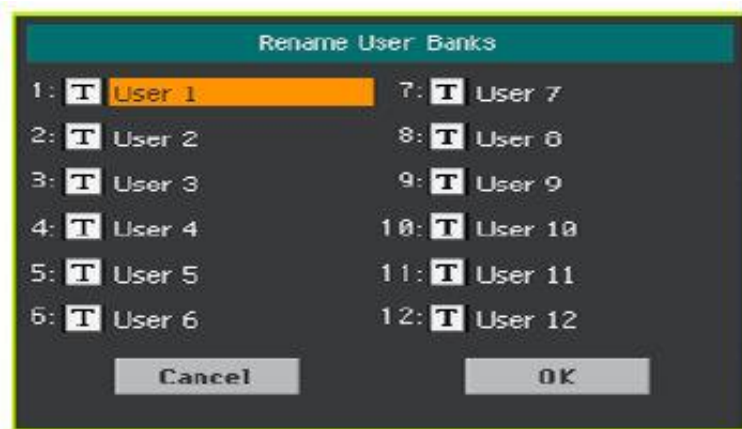 Rename User Banks
1: T User 1
7: T User 7
2: T User 2
8: T User 8
3: T User 3
9: T User 9
4: T User 4
10: T User 10
5: T User 5
11: T User 11
6: T User 6
12: T User 12
Cancel
OK